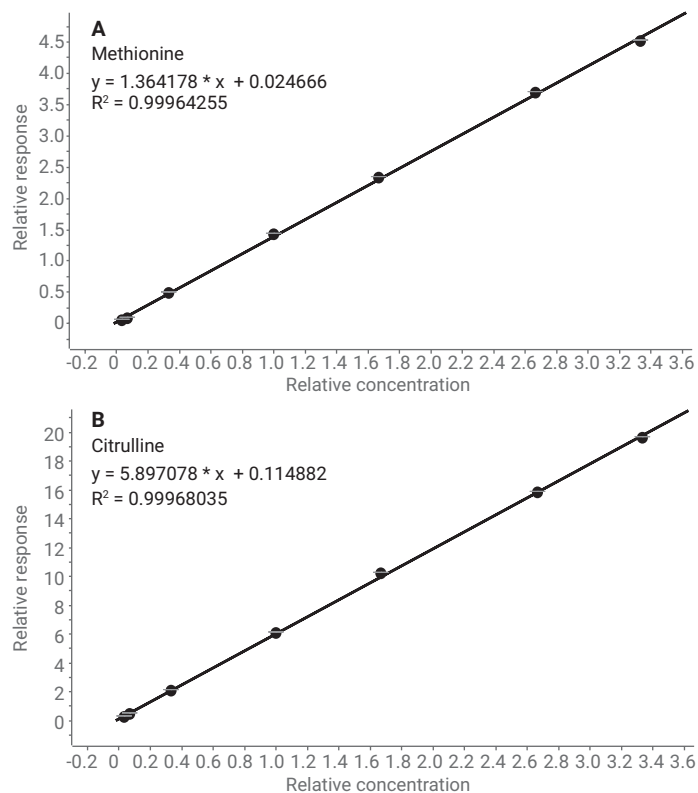 A
Methionine
y = 1.364178 * x + 0.024666
R² = 0.99964255
Relative response
4.5
4.0
3.5
3.0
2.5
2.0
1.5
1.0
0.5
0
-0.2 0 0.2 0.4 0.6 0.8 1.0 1.2 1.4 1.6 1.8 2.0 2.2 2.4 2.6 2.8 3.0 3.2 3.4 3.6
Relative concentration
B
Citrulline
y = 5.897078 * x + 0.114882
R² = 0.99968035
Relative response
20
18
16
14
12
10
8
6
4
2
0
-0.2 0 0.2 0.4 0.6 0.8 1.0 1.2 1.4 1.6 1.8 2.0 2.2 2.4 2.6 2.8 3.0 3.2 3.4 3.6
Relative concentration